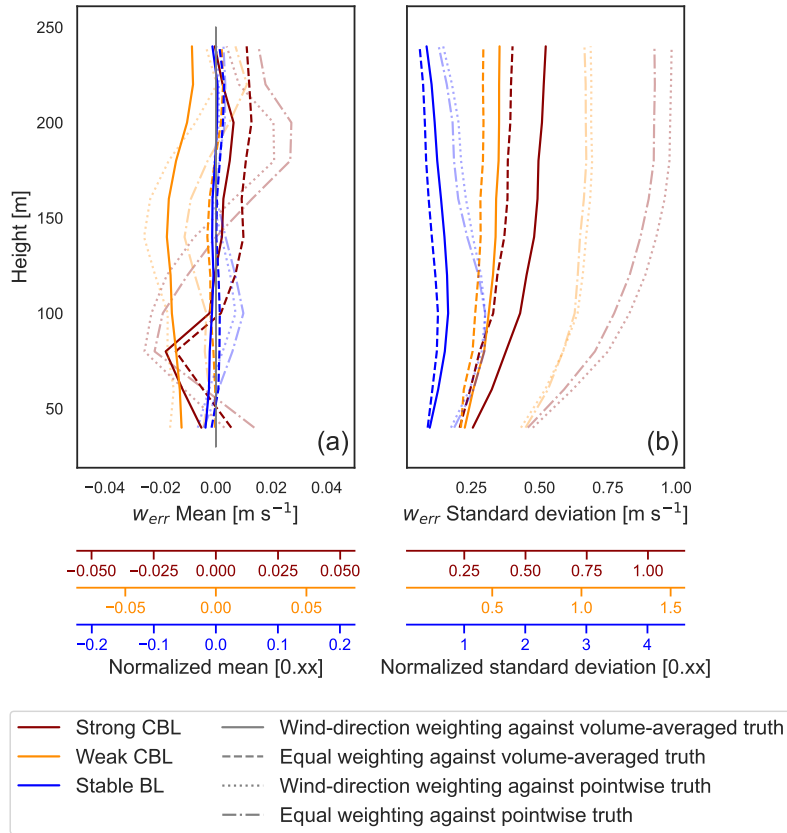 250
200
150
100
50
Height [m]
(a)
(b)
−0.04 −0.02 0.00 0.02 0.04
0.25 0.50 0.75 1.00
w_err Mean [m s⁻¹]
w_err Standard deviation [m s⁻¹]
−0.050 −0.025 0.000 0.025 0.050
0.25 0.50 0.75 1.00
−0.05 0.00 0.05
0.5 1.0 1.5
−0.2 −0.1 0.0 0.1 0.2
1 2 3 4
Normalized mean [0.xx]
Normalized standard deviation [0.xx]
Strong CBL
Weak CBL
Stable BL
Wind-direction weighting against volume-averaged truth
Equal weighting against volume-averaged truth
Wind-direction weighting against pointwise truth
Equal weighting against pointwise truth